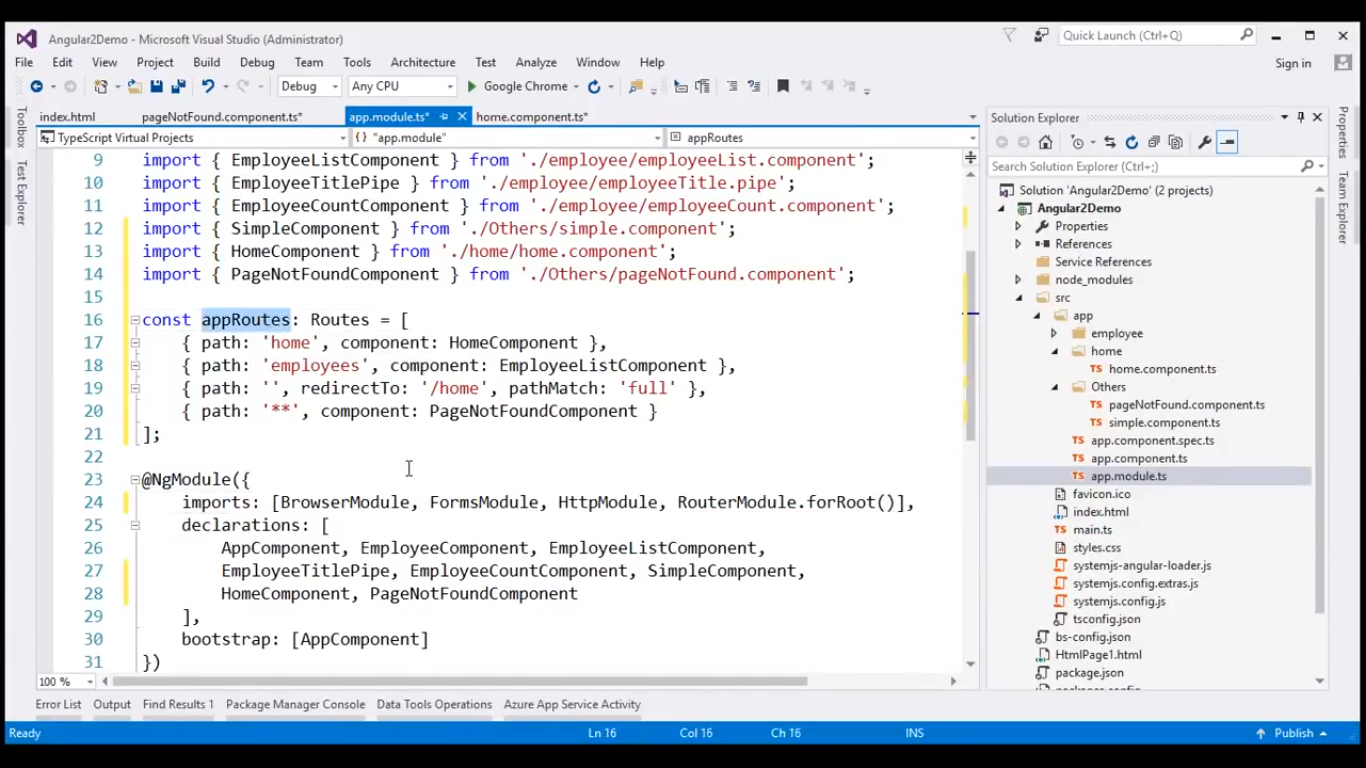 Angular2Demo - Microsoft Visual Studio (Administrator)
Quick Launch (Ctrl+Q)
File Edit View Project Build Debug Team Tools Architecture Test Analyze Window Help
Sign in
Debug Any CPU Google Chrome
Toolbox
Test Explorer
index.html pageNotFound.component.ts* app.module.ts* home.component.ts*
TypeScript Virtual Projects {} "app.module" appRoutes
9 import { EmployeeListComponent } from './employee/employeeList.component';
10 import { EmployeeTitlePipe } from './employee/employeeTitle.pipe';
11 import { EmployeeCountComponent } from './employee/employeeCount.component';
12 import { SimpleComponent } from './Others/simple.component';
13 import { HomeComponent } from './home/home.component';
14 import { PageNotFoundComponent } from './Others/pageNotFound.component';
15
16 const appRoutes: Routes = [
17 { path: 'home', component: HomeComponent },
18 { path: 'employees', component: EmployeeListComponent },
19 { path: '', redirectTo: '/home', pathMatch: 'full' },
20 { path: '**', component: PageNotFoundComponent }
21 ];
22
23 @NgModule({
24 imports: [BrowserModule, FormsModule, HttpModule, RouterModule.forRoot()],
25 declarations: [
26 AppComponent, EmployeeComponent, EmployeeListComponent,
27 EmployeeTitlePipe, EmployeeCountComponent, SimpleComponent,
28 HomeComponent, PageNotFoundComponent
29 ],
30 bootstrap: [AppComponent]
31 })
100 %
Solution Explorer
Search Solution Explorer (Ctrl+;)
Solution 'Angular2Demo' (2 projects)
Angular2Demo
Properties
References
Service References
node_modules
src
app
employee
home
home.component.ts
Others
TS pageNotFound.component.ts
TS simple.component.ts
TS app.component.spec.ts
TS app.component.ts
TS app.module.ts
favicon.ico
index.html
TS main.ts
styles.css
systemjs-angular-loader.js
systemjs.config.extras.js
systemjs.config.js
tsconfig.json
bs-config.json
HtmlPage1.html
package.json
Properties
Team Explorer
Error List Output Find Results 1 Package Manager Console Data Tools Operations Azure App Service Activity
Ready Ln 16 Col 16 Ch 16 INS Publish